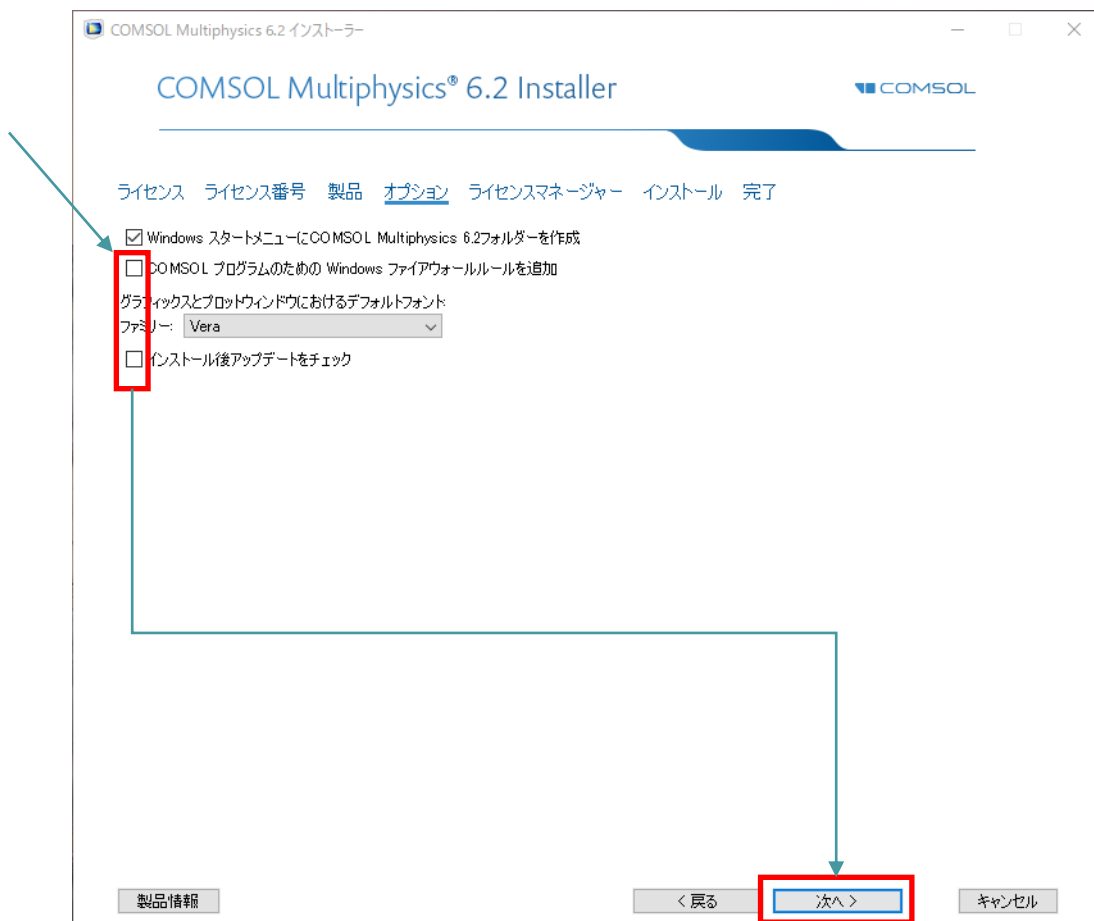 COMSOL Multiphysics 6.2 インストーラー
COMSOL Multiphysics® 6.2 Installer
COMSOL
ライセンス ライセンス番号 製品 オプション ライセンスマネージャー インストール 完了
Windows スタートメニューにCOMSOL Multiphysics 6.2フォルダーを作成
COMSOL プログラムのための Windows ファイアウォールルールを追加
グラフィックスとプロットウィンドウにおけるデフォルトフォント:
ファミリー: Vera
インストール後アップデートをチェック
製品情報 < 戻る 次へ > キャンセル